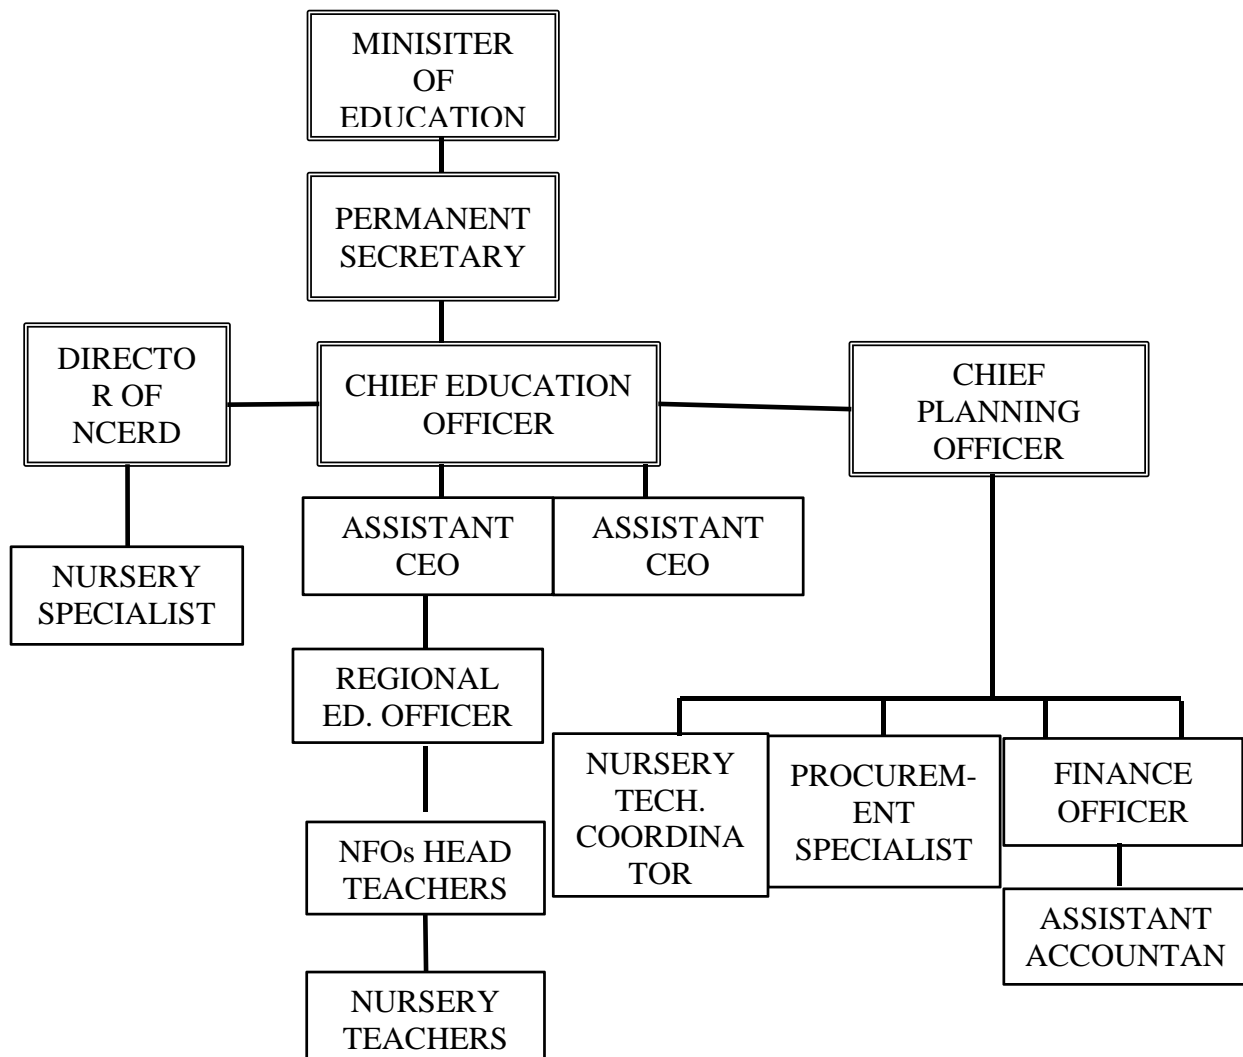 MINISITER
OF
EDUCATION
PERMANENT
SECRETARY
DIRECTO
R OF
NCERD
CHIEF EDUCATION
OFFICER
CHIEF
PLANNING
OFFICER
ASSISTANT
CEO
ASSISTANT
CEO
NURSERY
SPECIALIST
REGIONAL
ED. OFFICER
NURSERY
TECH.
COORDINA
TOR
PROCUREM-
ENT
SPECIALIST
FINANCE
OFFICER
NFOs HEAD
TEACHERS
ASSISTANT
ACCOUNTAN
NURSERY
TEACHERS